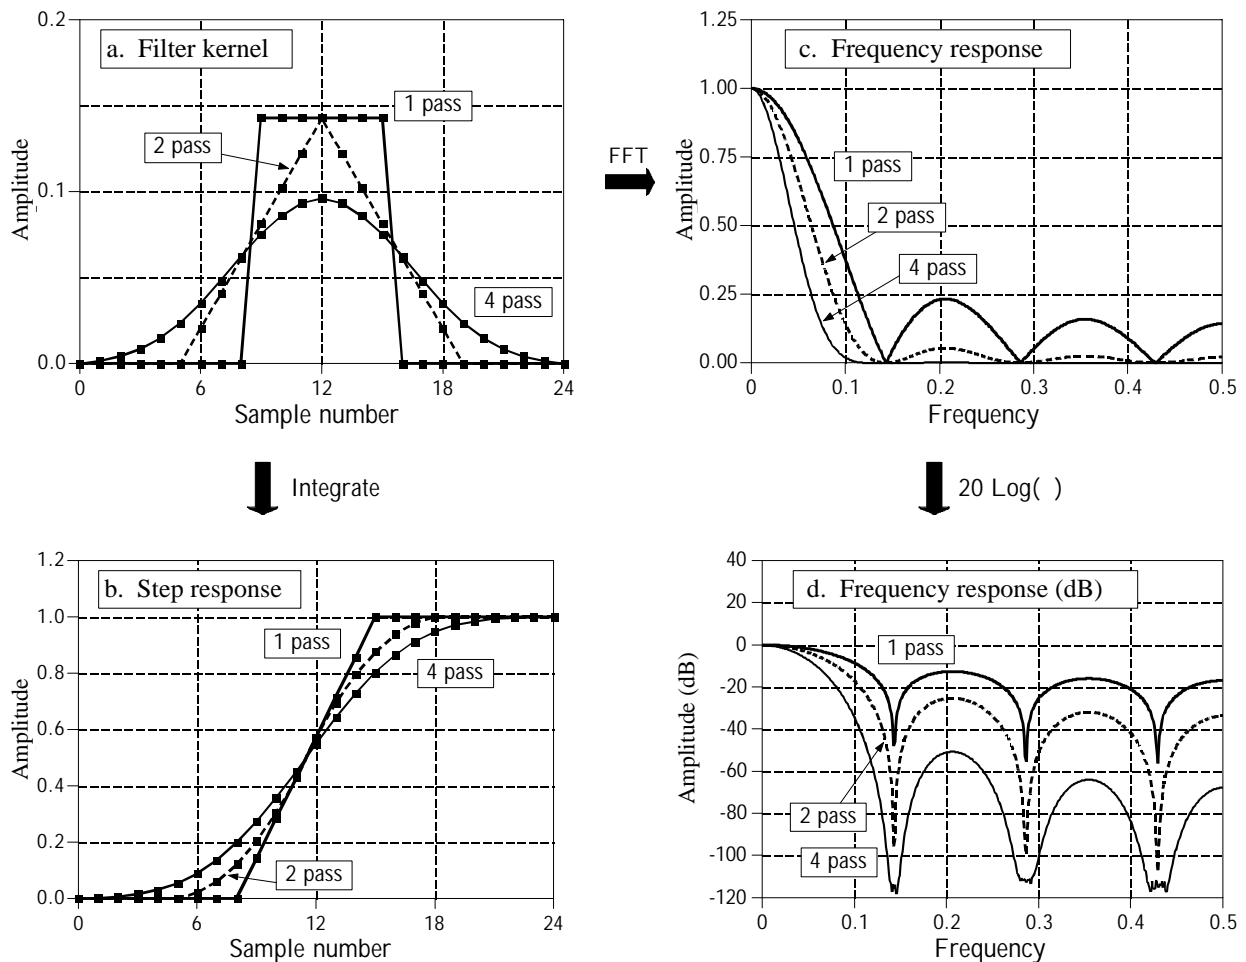 a. Filter kernel
0.2
0.1
0.0
Amplitude
1 pass
2 pass
4 pass
0
6
12
18
24
Sample number
FFT
c. Frequency response
1.25
1.00
0.75
0.50
0.25
0.00
Amplitude
1 pass
2 pass
4 pass
0
0.1
0.2
0.3
0.4
0.5
Frequency
Integrate
20 Log( )
b. Step response
1.2
1.0
0.8
0.6
0.4
0.2
0.0
Amplitude
1 pass
4 pass
2 pass
0
6
12
18
24
Sample number
d. Frequency response (dB)
40
20
0
-20
-40
-60
-80
-100
-120
Amplitude (dB)
1 pass
2 pass
4 pass
0
0.1
0.2
0.3
0.4
0.5
Frequency